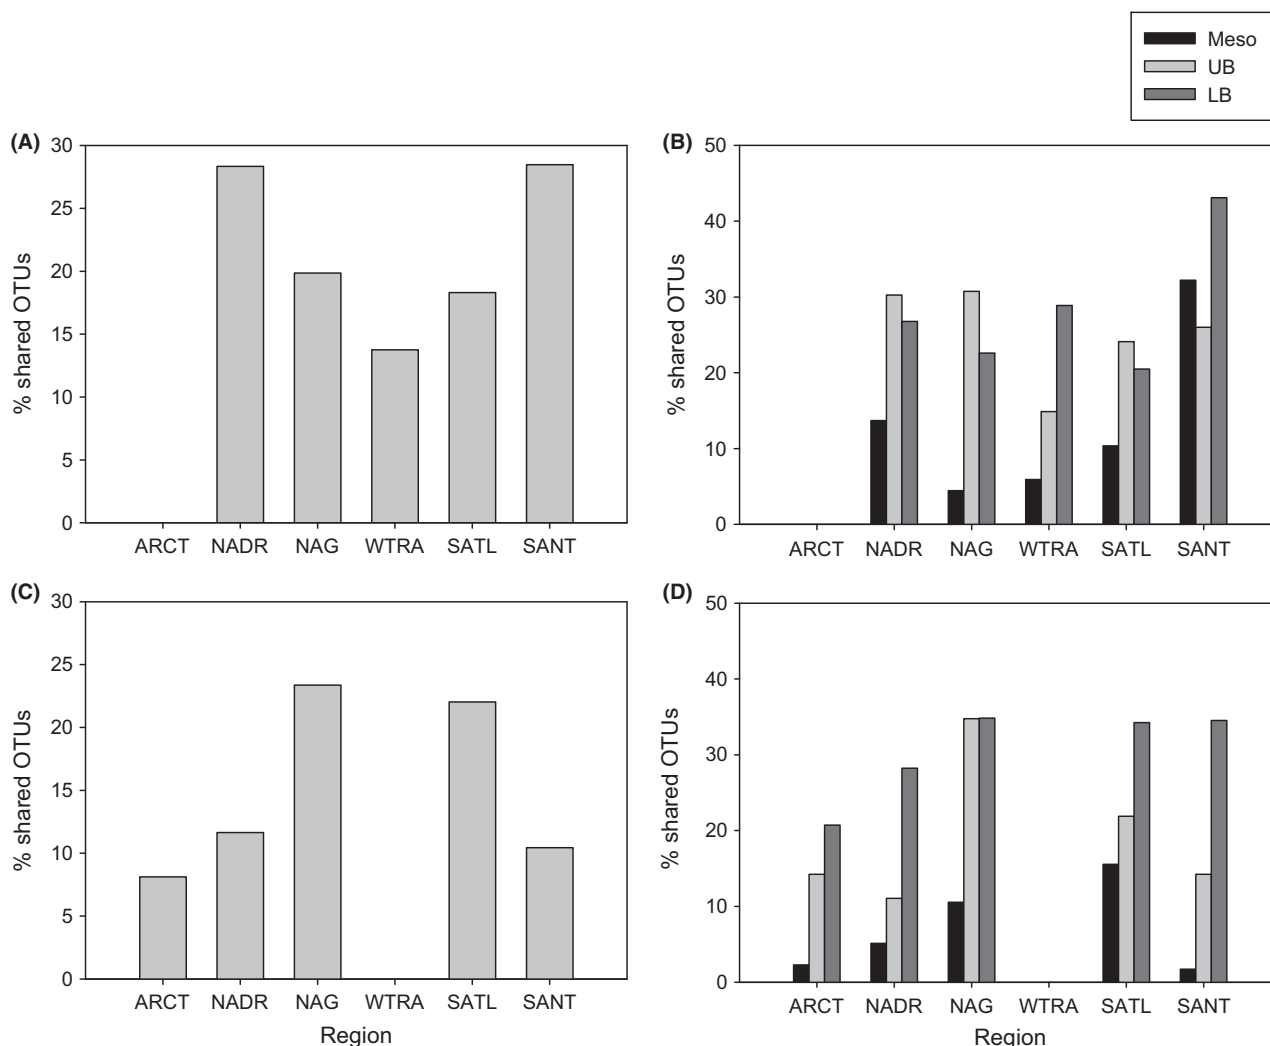 Meso
UB
LB
(A)
30
25
20
15
10
5
0
% shared OTUs
ARCT NADR NAG WTRA SATL SANT
(B)
50
40
30
20
10
0
% shared OTUs
ARCT NADR NAG WTRA SATL SANT
(C)
30
25
20
15
10
5
0
% shared OTUs
ARCT NADR NAG WTRA SATL SANT
Region
(D)
50
40
30
20
10
0
% shared OTUs
ARCT NADR NAG WTRA SATL SANT
Region